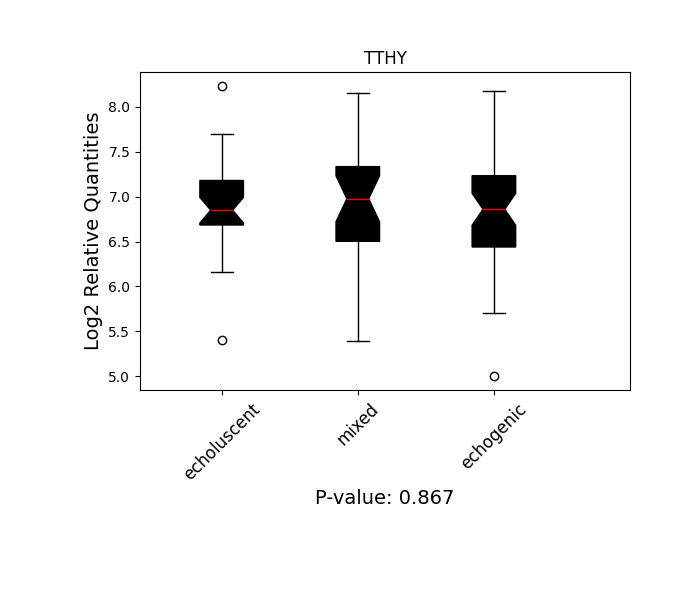 TTHY
Log2 Relative Quantities
8.0
7.5
7.0
6.5
6.0
5.5
5.0
echoluscent
mixed
echogenic
P-value: 0.867